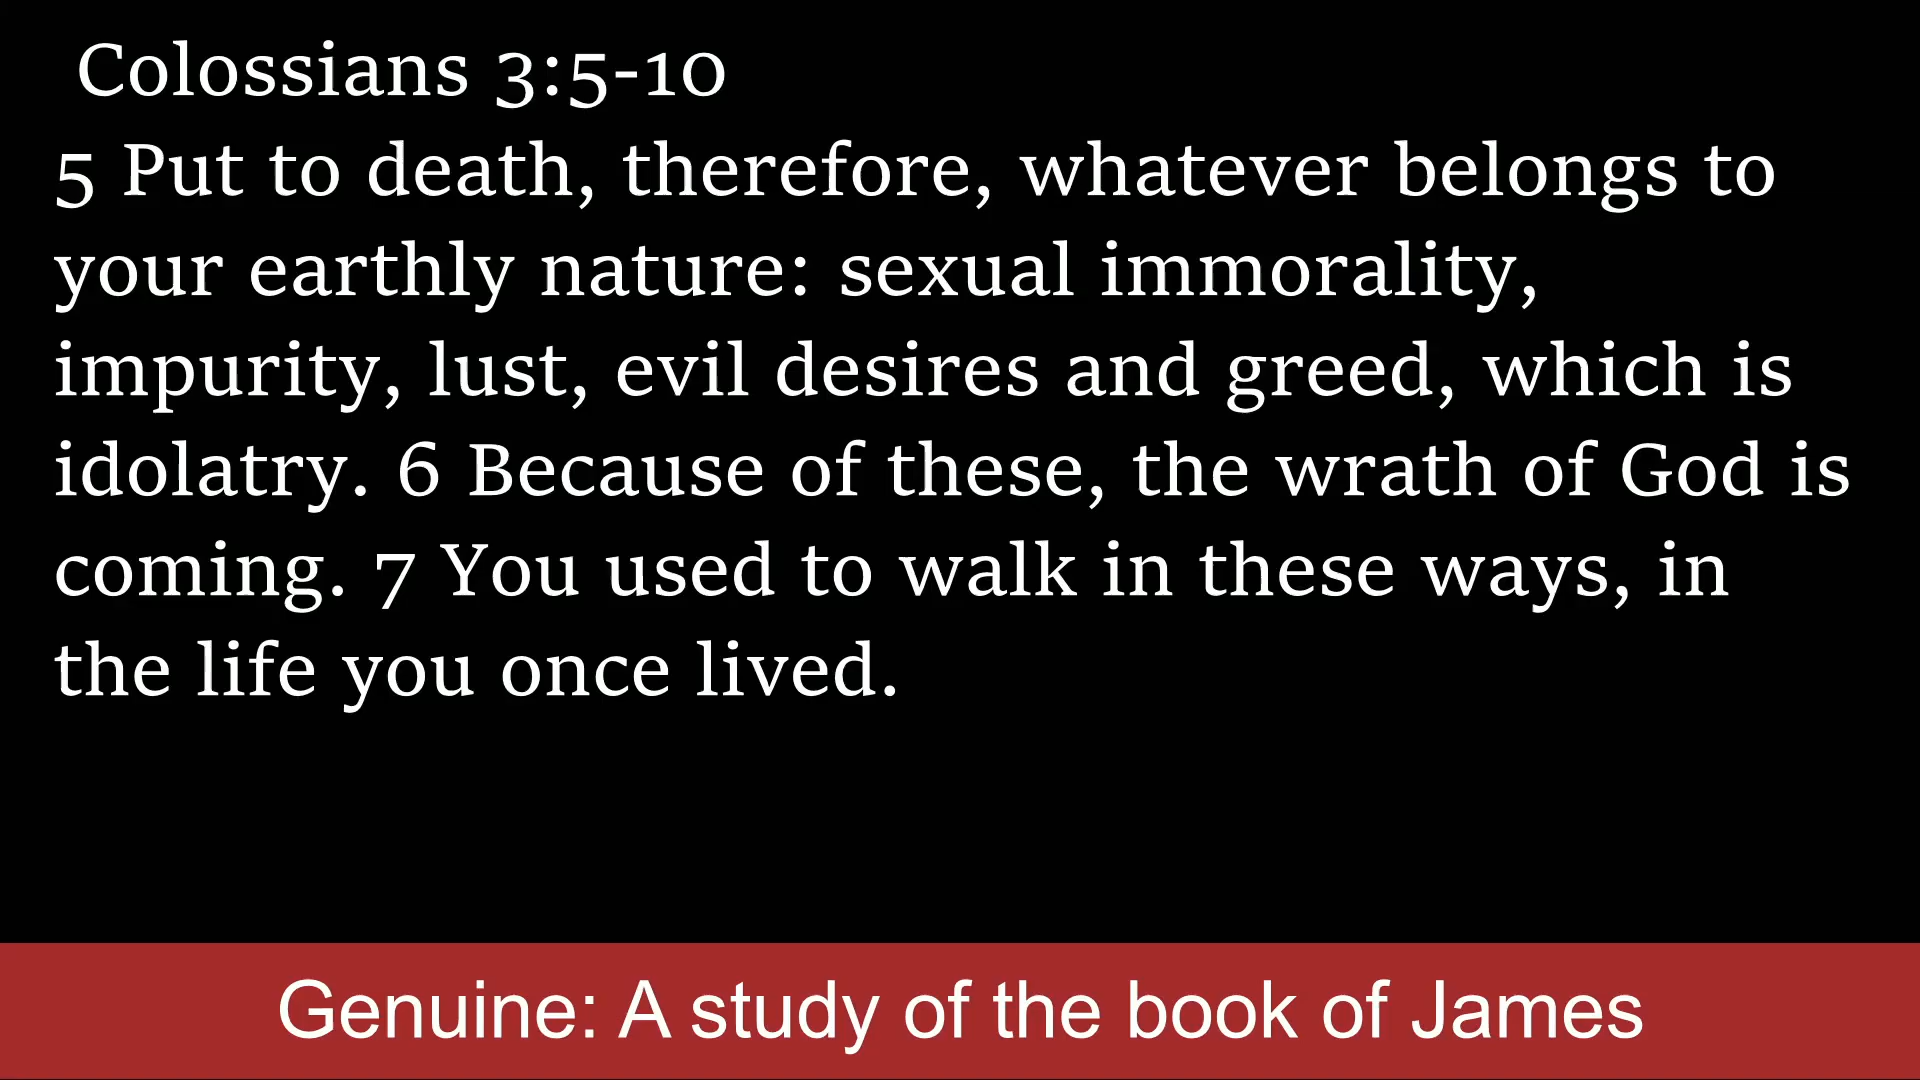 Colossians 3:5-10
5 Put to death, therefore, whatever belongs to
your earthly nature: sexual immorality,
impurity, lust, evil desires and greed, which is
idolatry. 6 Because of these, the wrath of God is
coming. 7 You used to walk in these ways, in
the life you once lived.
Genuine: A study of the book of James